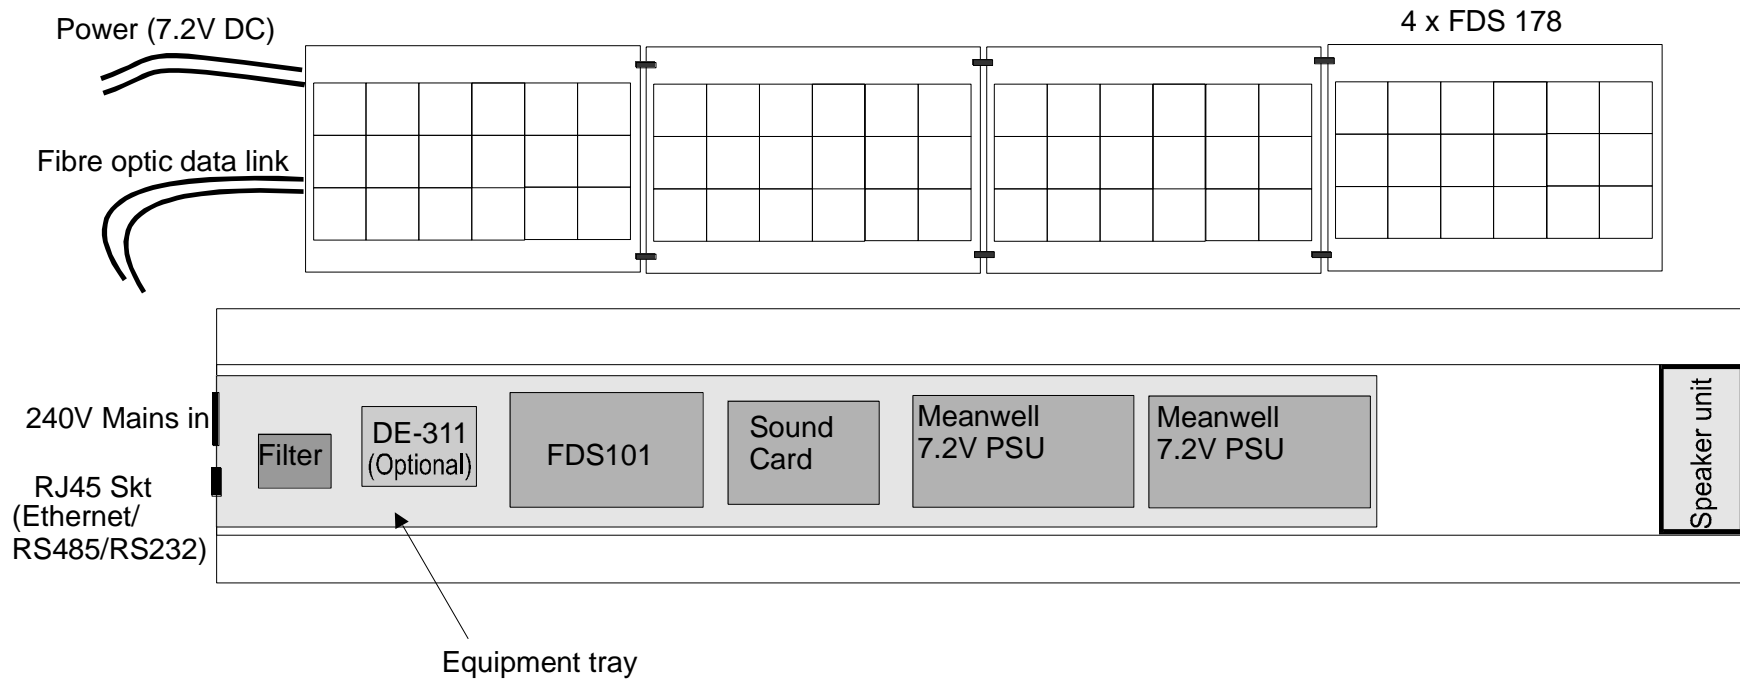 Power (7.2V DC)
4 x FDS 178
Fibre optic data link
240V Mains in
RJ45 Skt
(Ethernet/
RS485/RS232)
Filter
DE-311
(Optional)
FDS101
Sound
Card
Meanwell
7.2V PSU
Meanwell
7.2V PSU
Speaker unit
Equipment tray